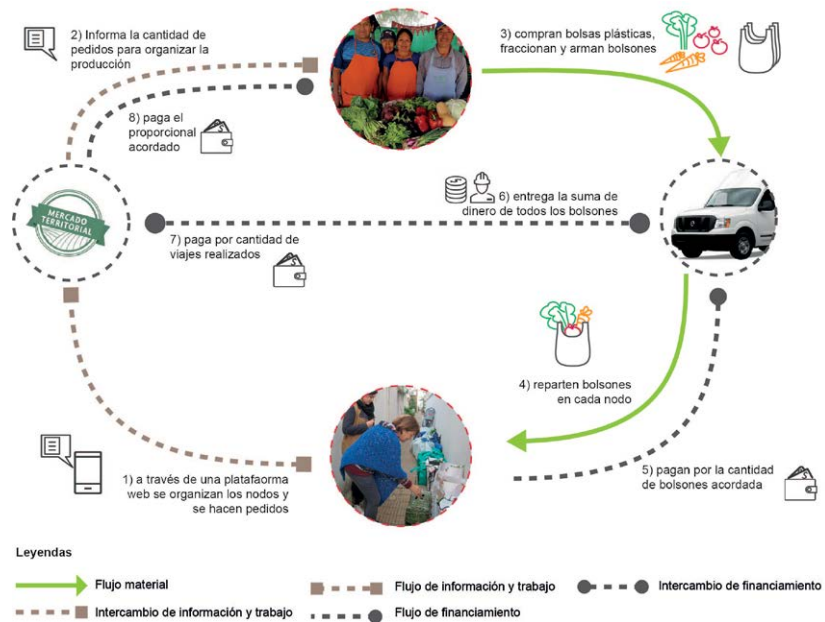 2) Informa la cantidad de
pedidos para organizar la
producción
3) compran bolsas plásticas,
fraccionan y arman bolsones
8) paga el
proporcional
acordado
MERCADO
TERRITORIAL
6) entrega la suma de
dinero de todos los bolsones
7) paga por cantidad de
viajes realizados
4) reparten bolsones
en cada nodo
1) a través de una platafaorma
web se organizan los nodos y
se hacen pedidos
5) pagan por la cantidad
de bolsones acordada
Leyendas
Flujo material
Flujo de información y trabajo
Intercambio de financiamiento
Intercambio de información y trabajo
Flujo de financiamiento